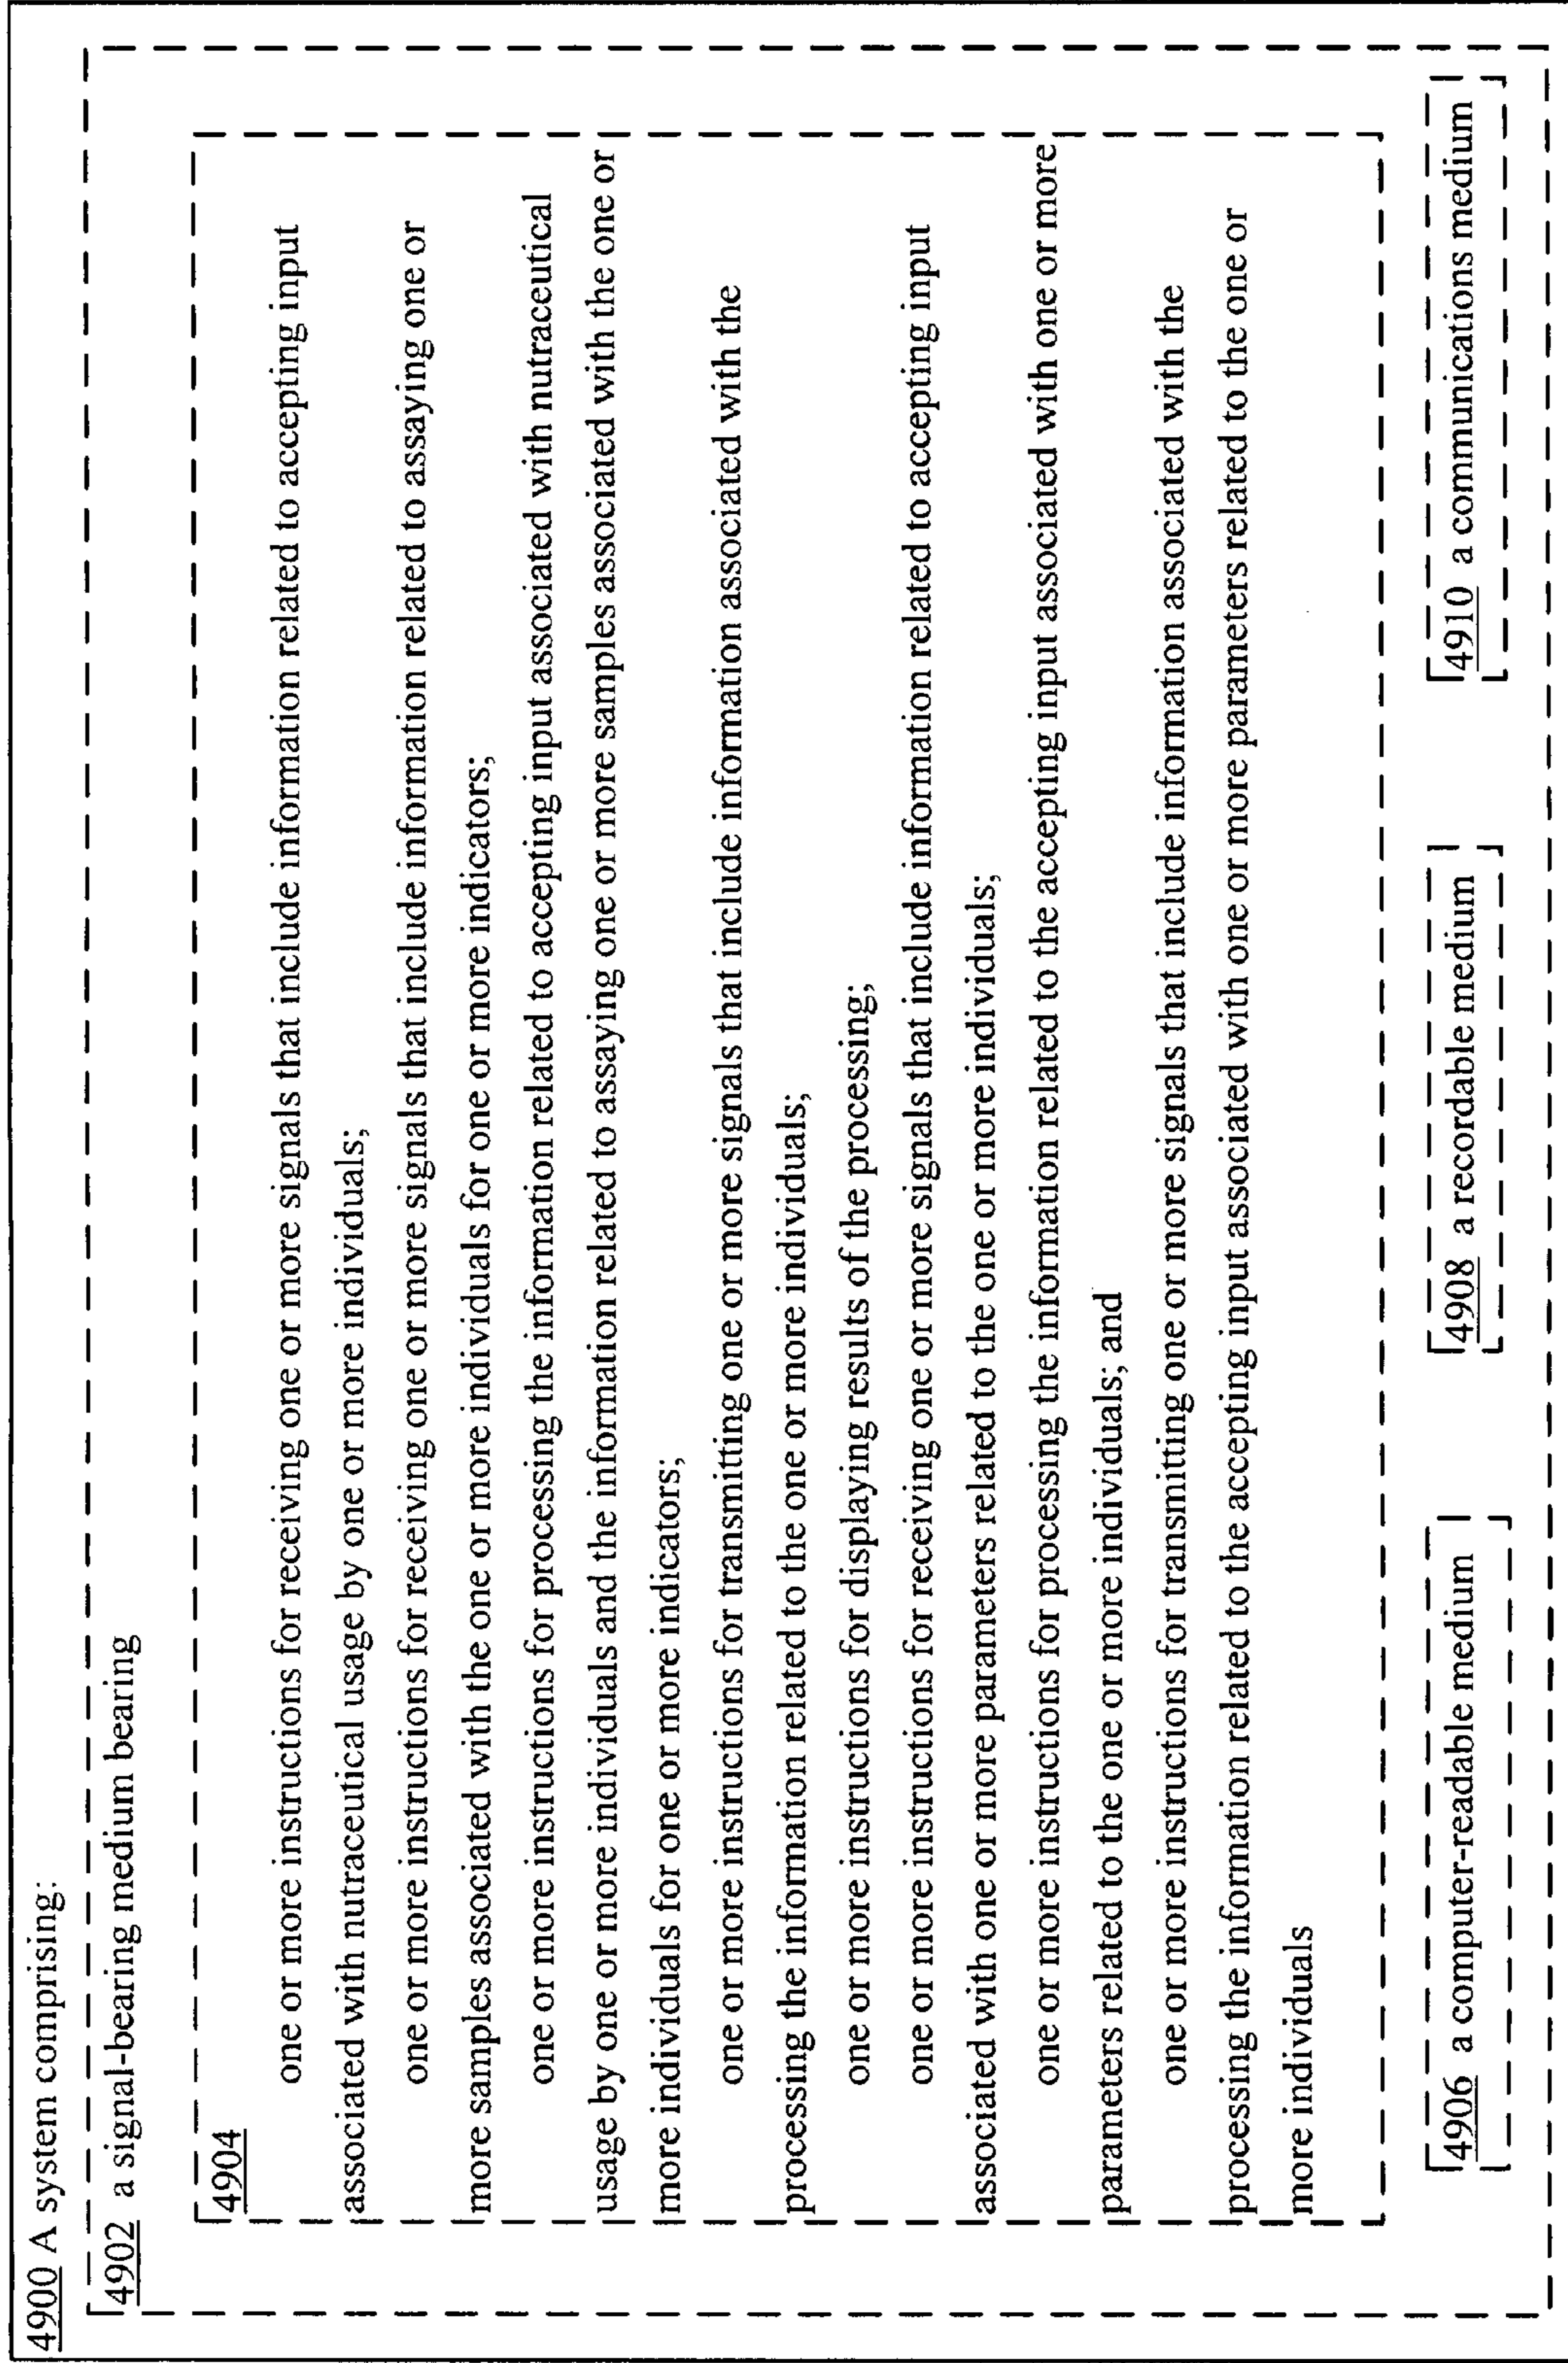 4900 A system comprising:
4902 a signal-bearing medium bearing
4904
one or more instructions for receiving one or more signals that include information related to accepting input
associated with nutraceutical usage by one or more individuals;
one or more instructions for receiving one or more signals that include information related to assaying one or
more samples associated with the one or more individuals for one or more indicators;
one or more instructions for processing the information related to accepting input associated with nutraceutical
usage by one or more individuals and the information related to assaying one or more samples associated with the one or
more individuals for one or more indicators;
one or more instructions for transmitting one or more signals that include information associated with the
processing the information related to the one or more individuals;
one or more instructions for displaying results of the processing;
one or more instructions for receiving one or more signals that include information related to accepting input
associated with one or more parameters related to the one or more individuals;
one or more instructions for processing the information related to the accepting input associated with one or more
parameters related to the one or more individuals; and
one or more instructions for transmitting one or more signals that include information associated with the
processing the information related to the accepting input associated with one or more parameters related to the one or
more individuals
4906 a computer-readable medium
4908 a recordable medium
4910 a communications medium